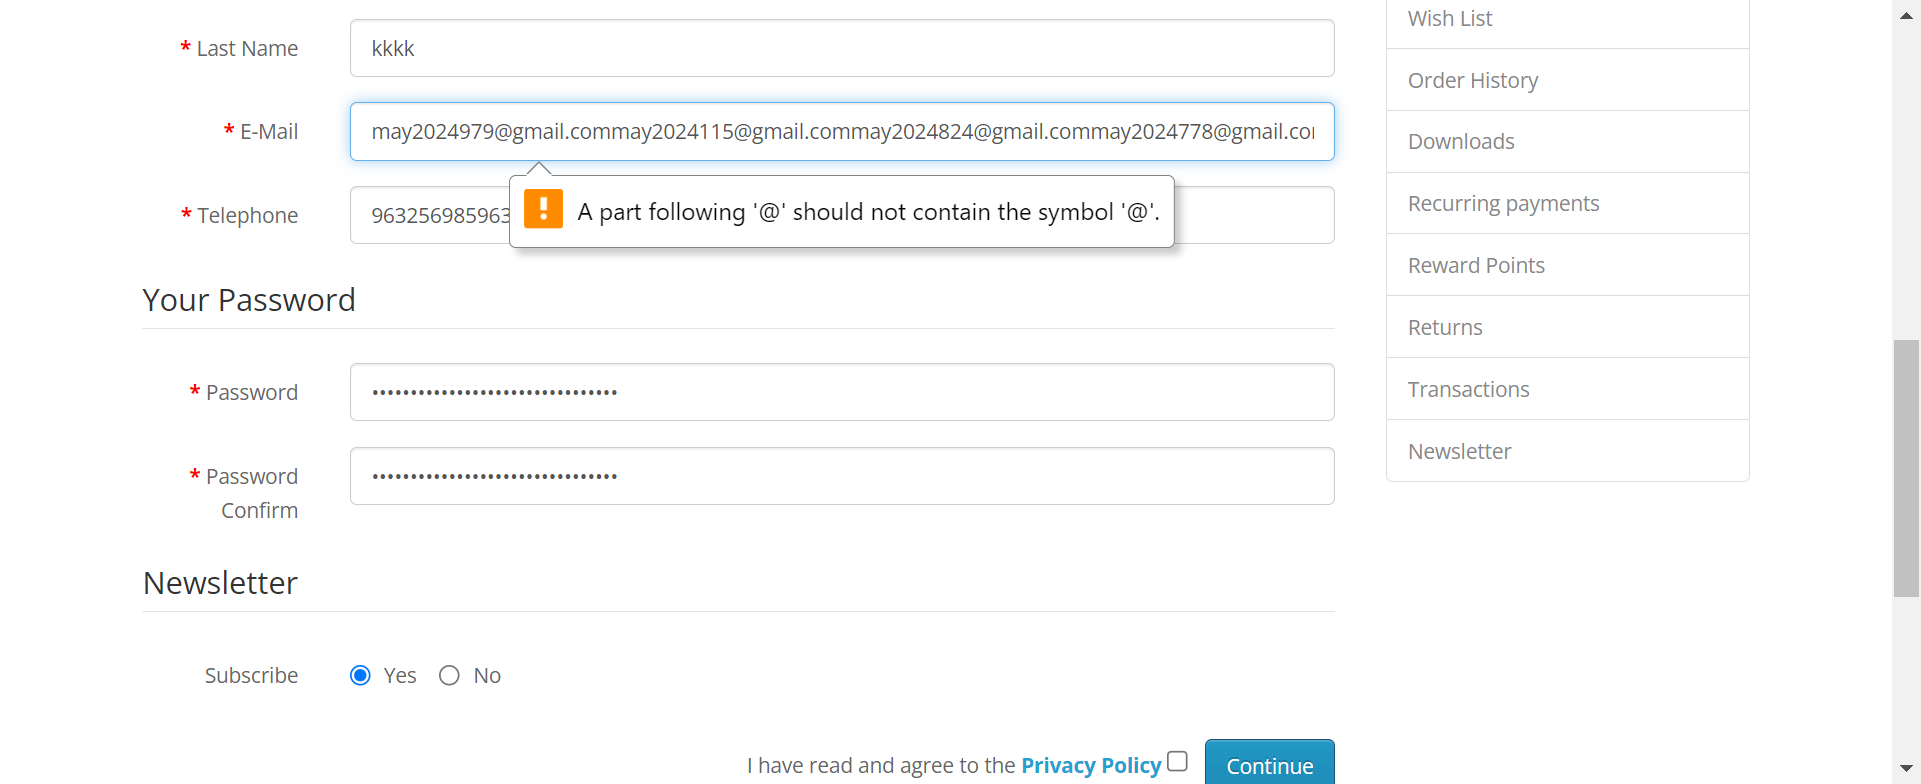 * Last Name
kkkk
* E-Mail
may2024979@gmail.commay2024115@gmail.commay2024824@gmail.commay2024778@gmail.co
A part following '@' should not contain the symbol '@'.
* Telephone
963256985963
Your Password
* Password
* Password
Confirm
Newsletter
Subscribe
Yes No
I have read and agree to the Privacy Policy
Continue
Wish List
Order History
Downloads
Recurring payments
Reward Points
Returns
Transactions
Newsletter